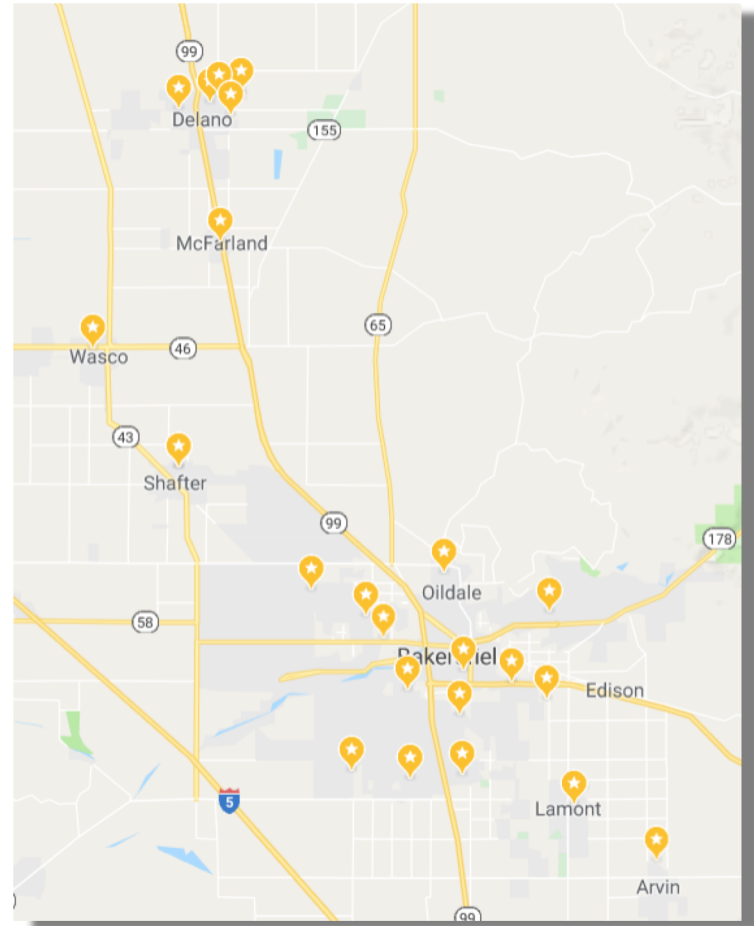 99
Delano
155
McFarland
65
46
Wasco
43
Shafter
99
178
Oildale
58
Edison
5
Lamont
Arvin
99